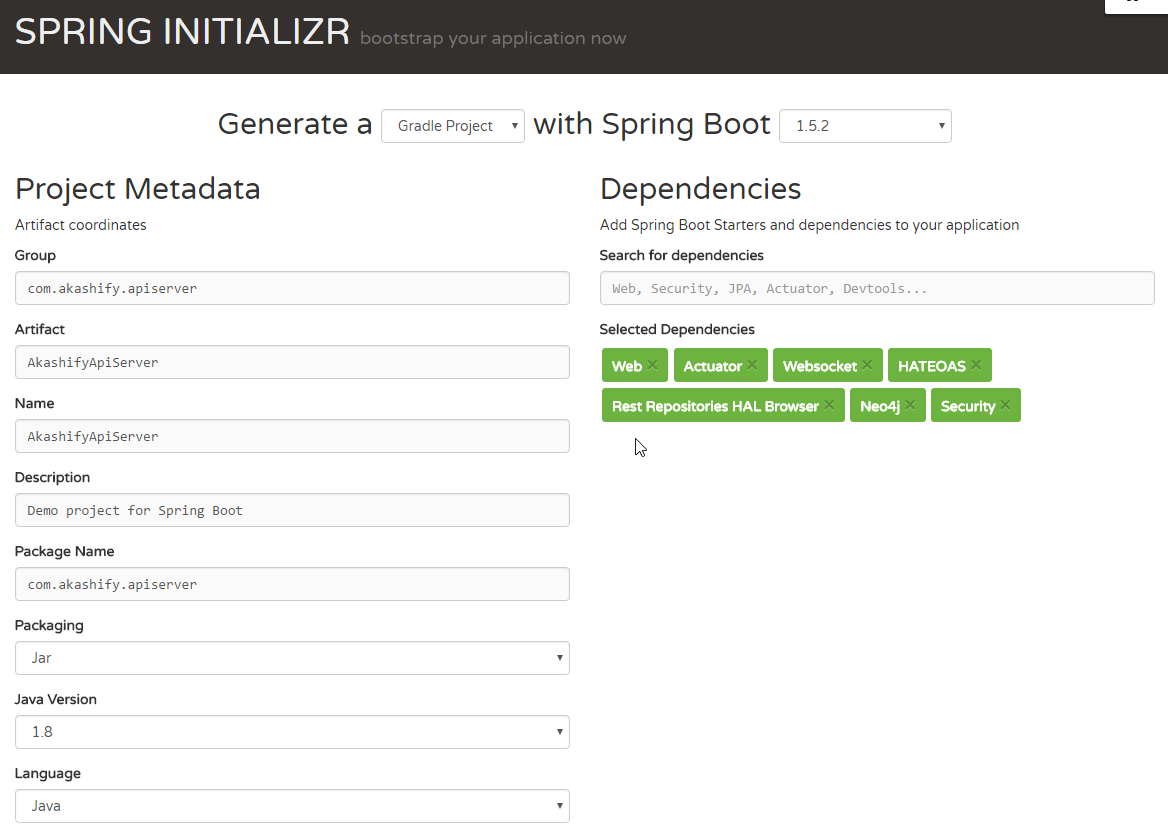 SPRING INITIALIZR bootstrap your application now
Generate a Gradle Project with Spring Boot 1.5.2
Project Metadata
Artifact coordinates
Group
com.akashify.apiserver
Artifact
AkashifyApiServer
Name
AkashifyApiServer
Description
Demo project for Spring Boot
Package Name
com.akashify.apiserver
Packaging
Jar
Java Version
1.8
Language
Java
Dependencies
Add Spring Boot Starters and dependencies to your application
Search for dependencies
Web, Security, JPA, Actuator, Devtools...
Selected Dependencies
Web × Actuator × Websocket × HATEOAS ×
Rest Repositories HAL Browser × Neo4j × Security ×